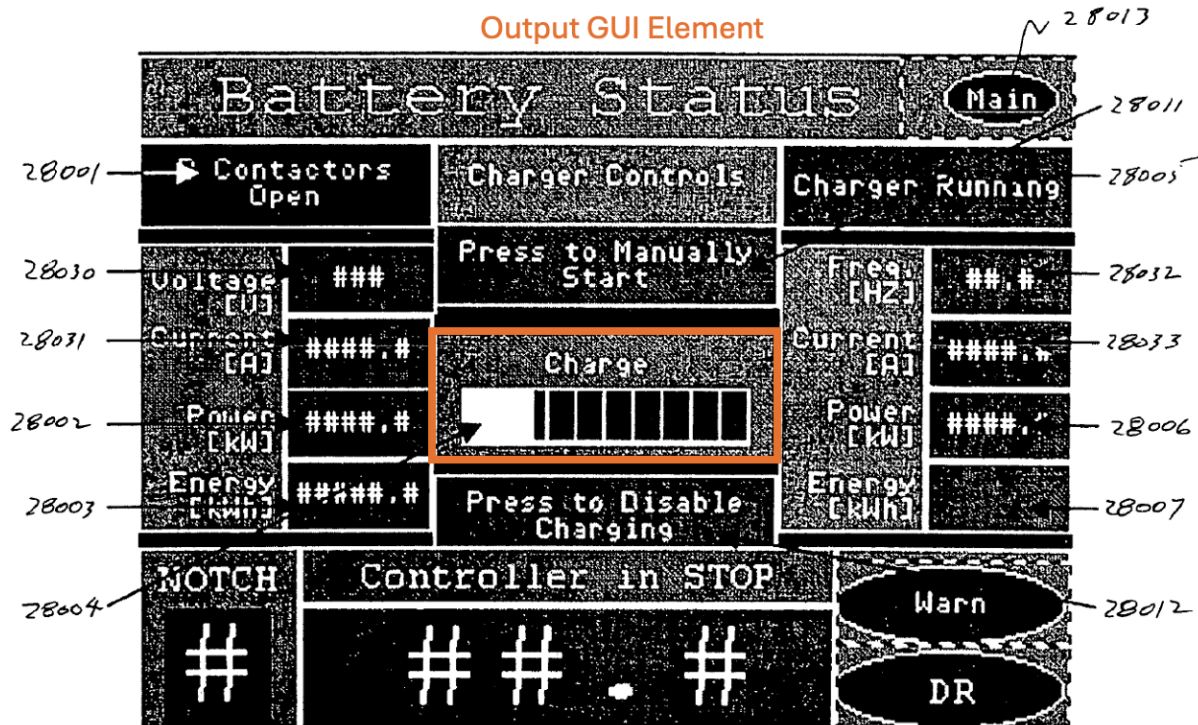 Output GUI Element
28013
Battery Status
Main
28011
28001
Contactors
Open
Charger Controls
Charger Running
28005
Press to Manually
Start
28030
Voltage
[V]
###
Freq.
[HZ]
##.#
28032
28031
Current
[A]
####.#
Charge
Current
[A]
####.#
28033
28002
Power
[kW]
####.#
Power
[kW]
####.#
28006
28003
Energy
[kWh]
#####.#
Press to Disable
Charging
Energy
[kWh]
28007
28004
NOTCH
Controller in STOP
Warn
28012
#
##.#
DR